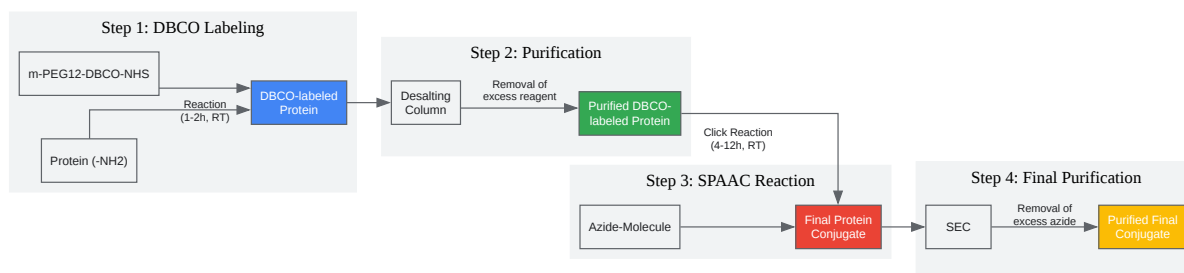 Step 1: DBCO Labeling
m-PEG12-DBCO-NHS
Protein (-NH2)
Reaction
(1-2h, RT)
DBCO-labeled
Protein
Step 2: Purification
Desalting
Column
Removal of
excess reagent
Purified DBCO-
labeled Protein
Click Reaction
(4-12h, RT)
Step 3: SPAAC Reaction
Azide-Molecule
Final Protein
Conjugate
Step 4: Final Purification
SEC
Removal of
excess azide
Purified Final
Conjugate